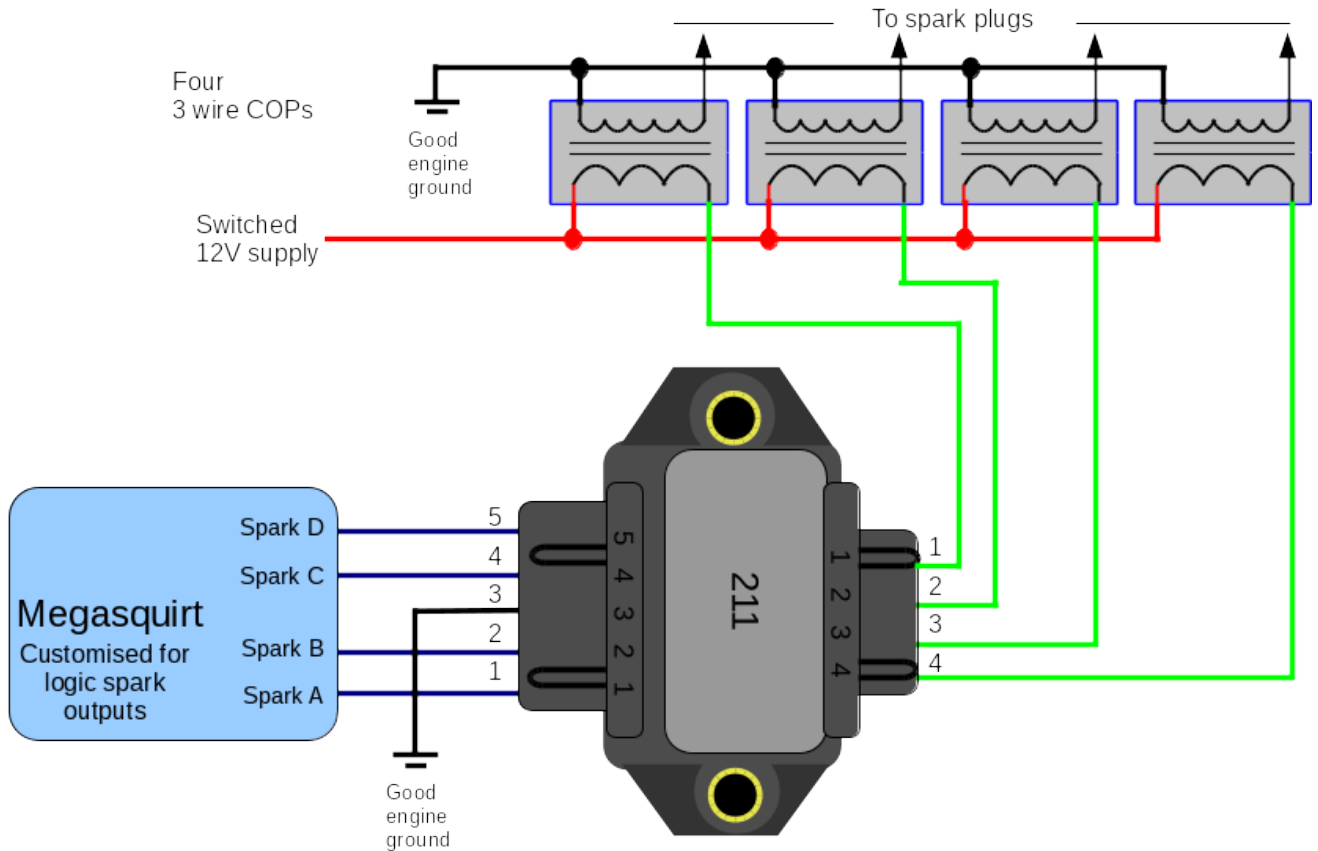 To spark plugs
Four
3 wire COPs
Good
engine
ground
Switched
12V supply
Megasquirt
Customised for
logic spark
outputs
Spark D
Spark C
Spark B
Spark A
5
4
3
2
1
5
4
3
2
1
211
1
2
3
4
1
2
3
4
Good
engine
ground